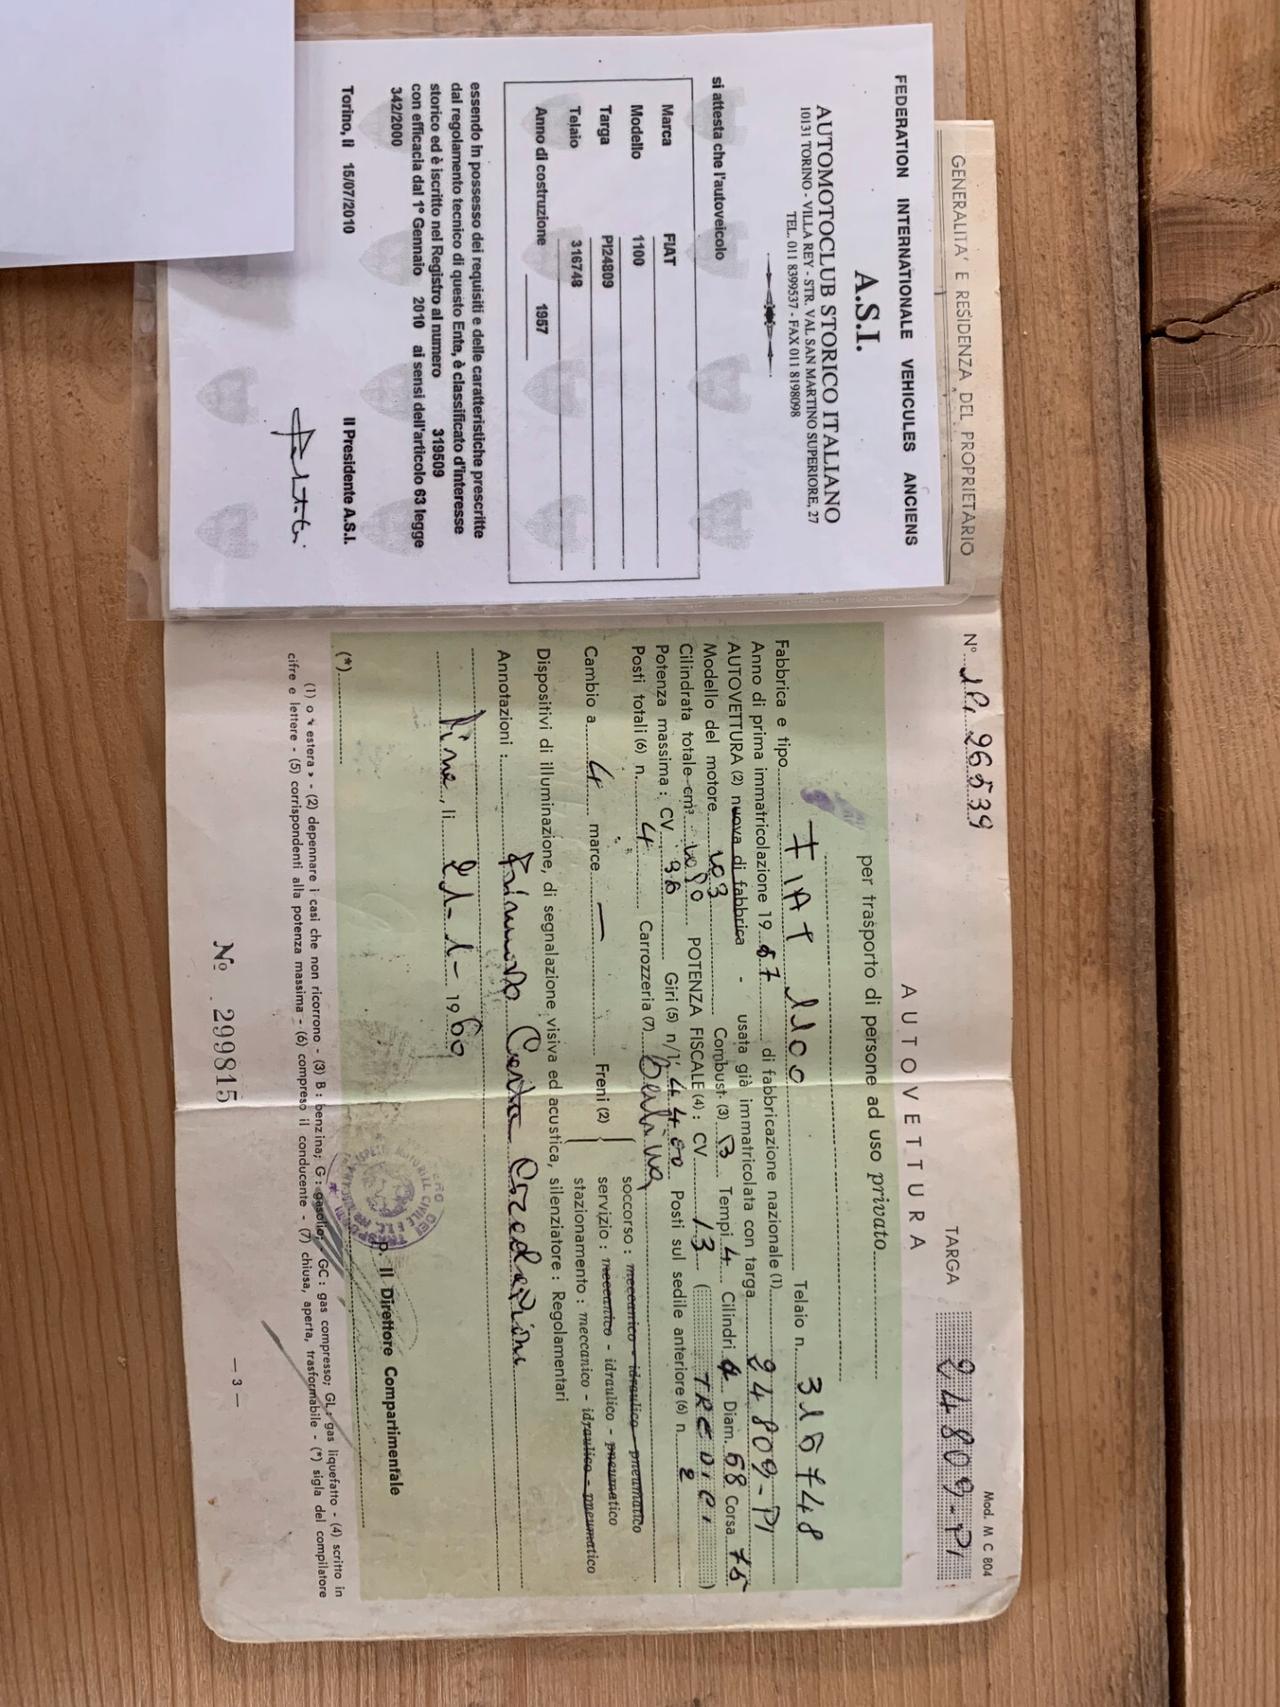 FEDERATION INTERNATIONALE VEHICULES ANCIENS
A.S.I.
AUTOMOTOCLUB STORICO ITALIANO
10131 TORINO - VILLA REY - STR. VAL SAN MARTINO SUPERIORE, 27
TEL. 011 8399537 - FAX 011 8198098
si attesta che l'autoveicolo
Marca FIAT
Modello 1100
Targa PI24809
Telaio 316748
Anno di costruzione 1957
essendo in possesso dei requisiti e delle caratteristiche prescritte
dal regolamento tecnico di questo Ente, è classificato d'interesse
storico ed è iscritto nel Registro al numero 319509
con efficacia dal 1° Gennaio 2010 ai sensi dell'articolo 63 legge
342/2000
Torino, li 15/07/2010 Il Presidente A.S.I.
GENERALITA' E RESIDENZA DEL PROPRIETARIO
Mod. M C 804
N° 26539 TARGA 24809-PI
AUTOVETTURA
per trasporto di persone ad uso privato
Fabbrica e tipo FIAT 1100 Telaio n. 316748
Anno di prima immatricolazione 1957 di fabbricazione nazionale (1)
AUTOVETTURA (2) nuova di fabbrica - usata già immatricolata con targa 24809-PI
Modello del motore 103 Combust. (3) B Tempi 4 Cilindri 4 Diam. 68 Corsa 75
Cilindrata totale cm³ POTENZA FISCALE (4) : CV 13 (TREDICI)
Potenza massima : CV 36 Giri (5) n/1' 4400 Posti sul sedile anteriore (6) n. 2
Posti totali (6) n. 4 Carrozzeria (7) Berlina
Cambio a 4 marce — Freni (2)
soccorso : meccanico - idraulico - pneumatico
servizio : meccanico - idraulico - pneumatico
stazionamento : meccanico - idraulico - pneumatico
Dispositivi di illuminazione, di segnalazione visiva ed acustica, silenziatore : Regolamentari
Annotazioni :
li 21-1-1960
P. Il Direttore Compartimentale
(*)
(1) o « estera » - (2) depennare i casi che non ricorrono - (3) B : benzina; G : gasolio; GC : gas compresso; GL : gas liquefatto - (4) scritto in
cifre e lettere - (5) corrispondenti alla potenza massima - (6) compreso il conducente - (7) chiusa, aperta, trasformabile - (*) sigla del compilatore
N° 299815
— 3 —